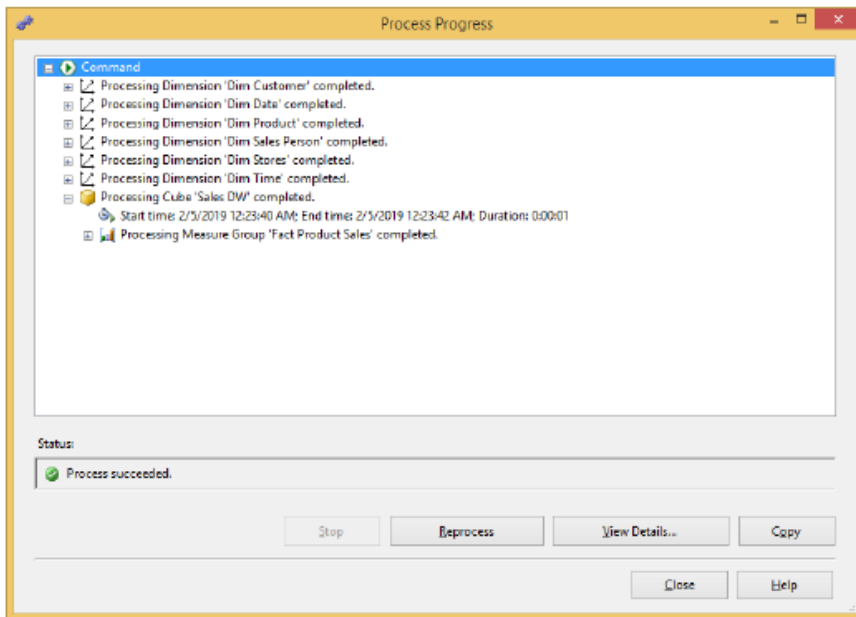 Process Progress
Command
Processing Dimension 'Dim Customer' completed.
Processing Dimension 'Dim Date' completed.
Processing Dimension 'Dim Product' completed.
Processing Dimension 'Dim Sales Person' completed.
Processing Dimension 'Dim Stores' completed.
Processing Dimension 'Dim Time' completed.
Processing Cube 'Sales DW' completed.
Start time: 2/5/2019 12:23:40 AM; End time: 2/5/2019 12:23:42 AM; Duration: 0:00:01
Processing Measure Group 'Fact Product Sales' completed.
Status:
Process succeeded.
Stop Reprocess View Details... Copy
Close Help